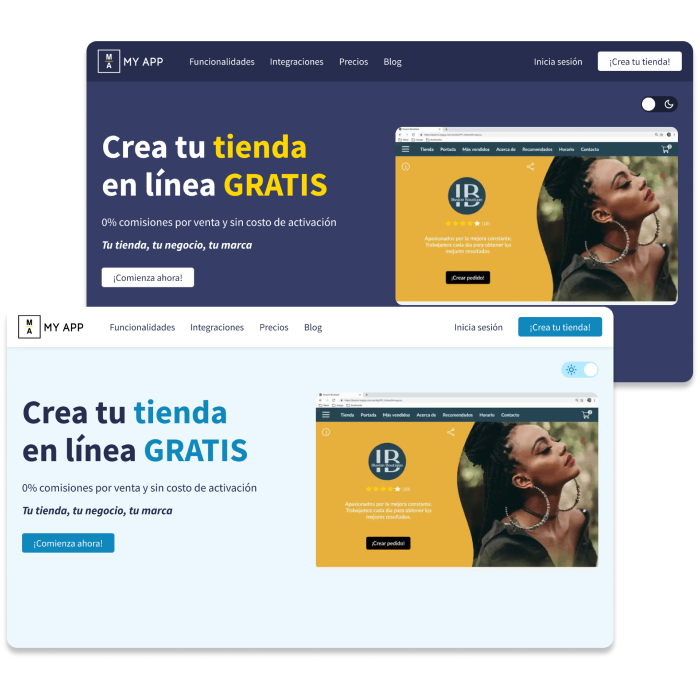 M
A
MY APP
Funcionalidades
Integraciones
Precios
Blog
Inicia sesión
¡Crea tu tienda!
Crea tu tienda
en línea GRATIS
0% comisiones por venta y sin costo de activación
Tu tienda, tu negocio, tu marca
¡Comienza ahora!
Tienda
Portada
Más vendidos
Acerca de
Recomendados
Horario
Contacto
IB
Apasionados por la mejora constante.
Trabajamos cada día para obtener los
mejores resultados.
¡Crear pedido!
M
A
MY APP
Funcionalidades
Integraciones
Precios
Blog
Inicia sesión
¡Crea tu tienda!
Crea tu tienda
en línea GRATIS
0% comisiones por venta y sin costo de activación
Tu tienda, tu negocio, tu marca
¡Comienza ahora!
Tienda
Portada
Más vendidos
Acerca de
Recomendados
Horario
Contacto
IB
Apasionados por la mejora constante.
Trabajamos cada día para obtener los
mejores resultados.
¡Crear pedido!